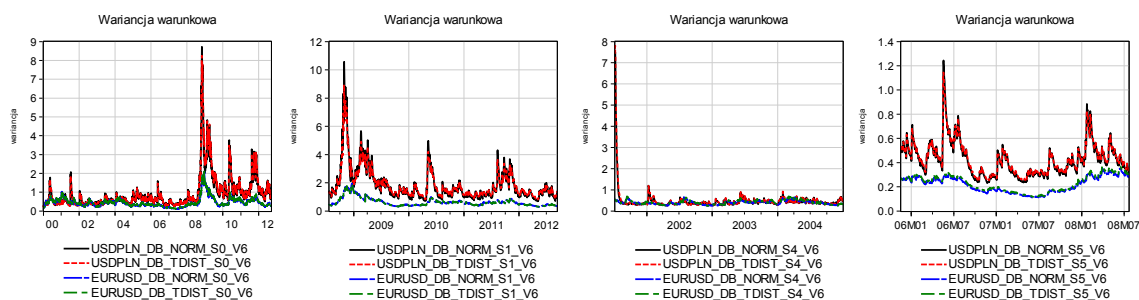 Wariancja warunkowa
wariancja
9
8
7
6
5
4
3
2
1
0
00 02 04 06 08 10 12
USDPLN_DB_NORM_S0_V6
USDPLN_DB_TDIST_S0_V6
EURUSD_DB_NORM_S0_V6
EURUSD_DB_TDIST_S0_V6
Wariancja warunkowa
wariancja
12
10
8
6
4
2
0
2009 2010 2011 2012
USDPLN_DB_NORM_S1_V6
USDPLN_DB_TDIST_S1_V6
EURUSD_DB_NORM_S1_V6
EURUSD_DB_TDIST_S1_V6
Wariancja warunkowa
wariancja
8
7
6
5
4
3
2
1
0
2002 2003 2004
USDPLN_DB_NORM_S4_V6
USDPLN_DB_TDIST_S4_V6
EURUSD_DB_NORM_S4_V6
EURUSD_DB_TDIST_S4_V6
Wariancja warunkowa
wariancja
1.4
1.2
1.0
0.8
0.6
0.4
0.2
0.0
06M01 06M07 07M01 07M07 08M01 08M07
USDPLN_DB_NORM_S5_V6
USDPLN_DB_TDIST_S5_V6
EURUSD_DB_NORM_S5_V6
EURUSD_DB_TDIST_S5_V6